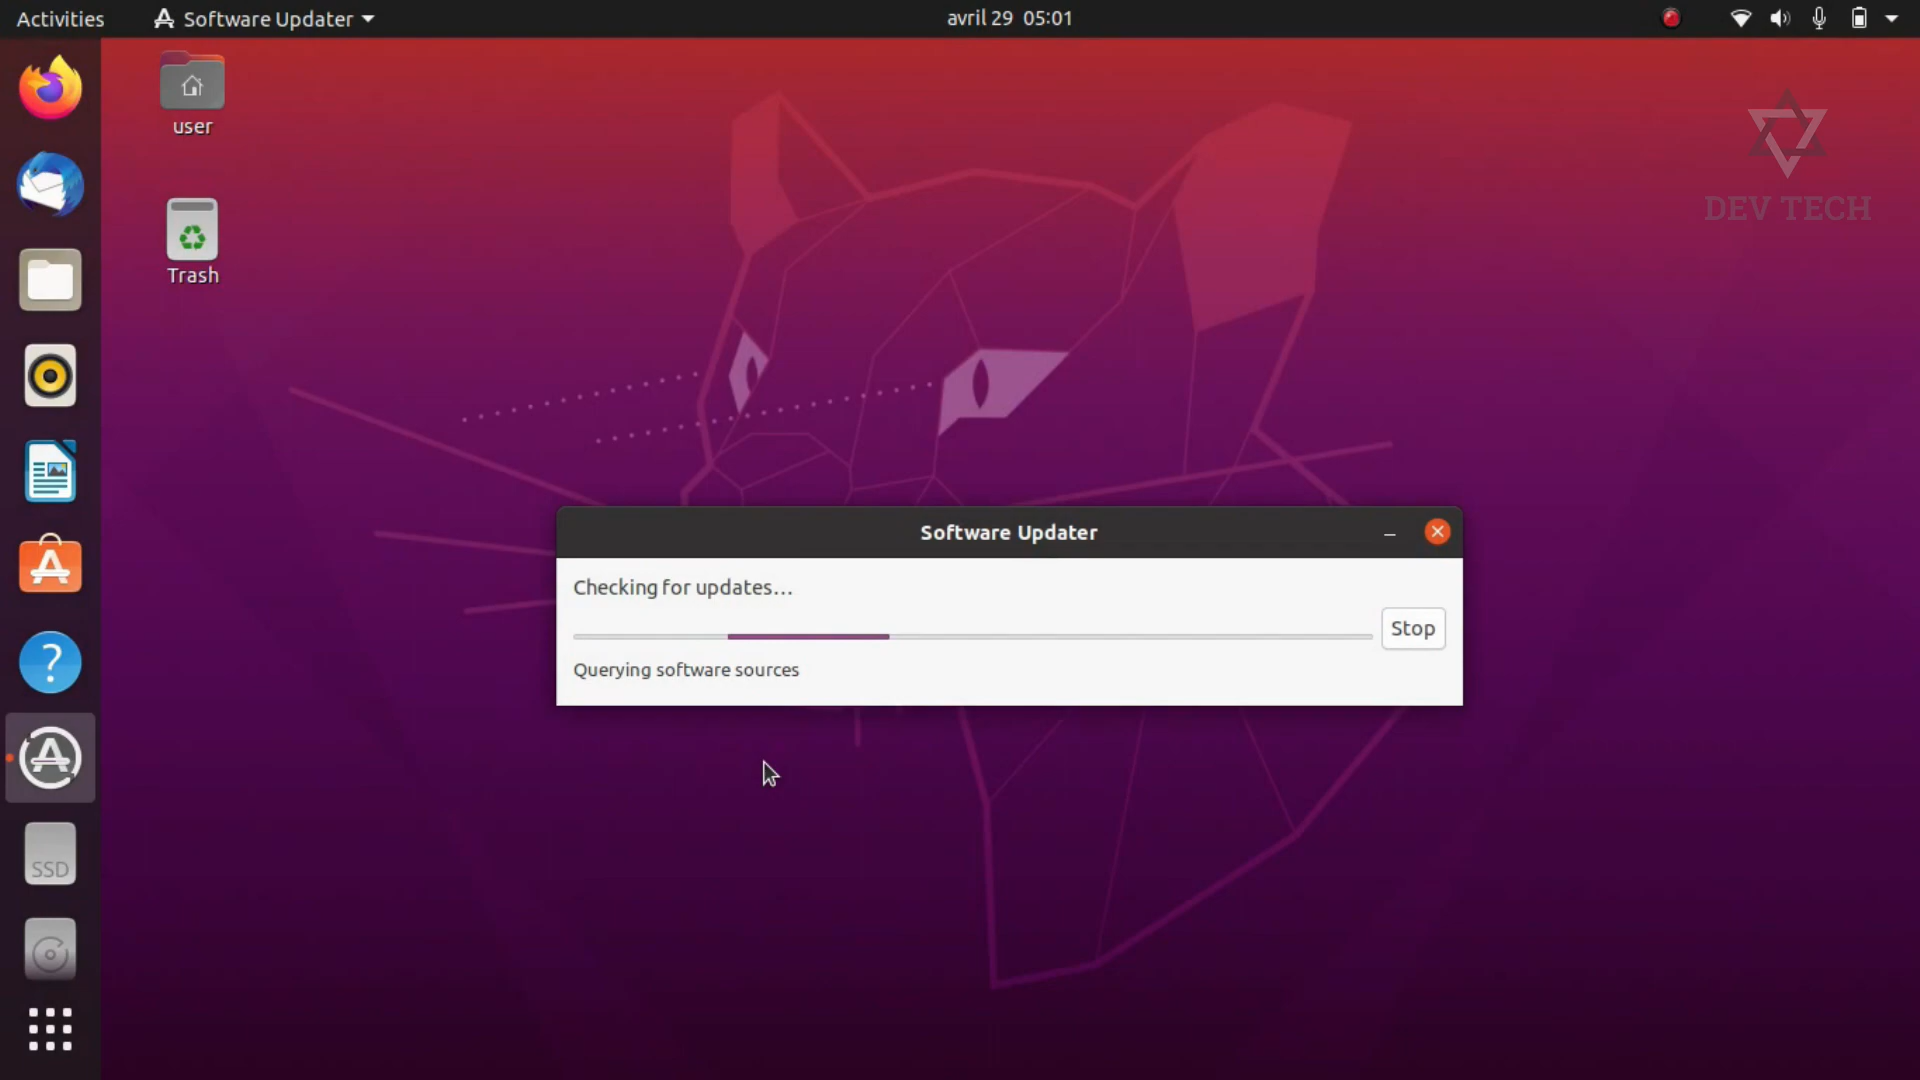 Activities
Software Updater
avril 29 05:01
user
Trash
DEV TECH
Software Updater
Checking for updates...
Stop
Querying software sources
?
SSD